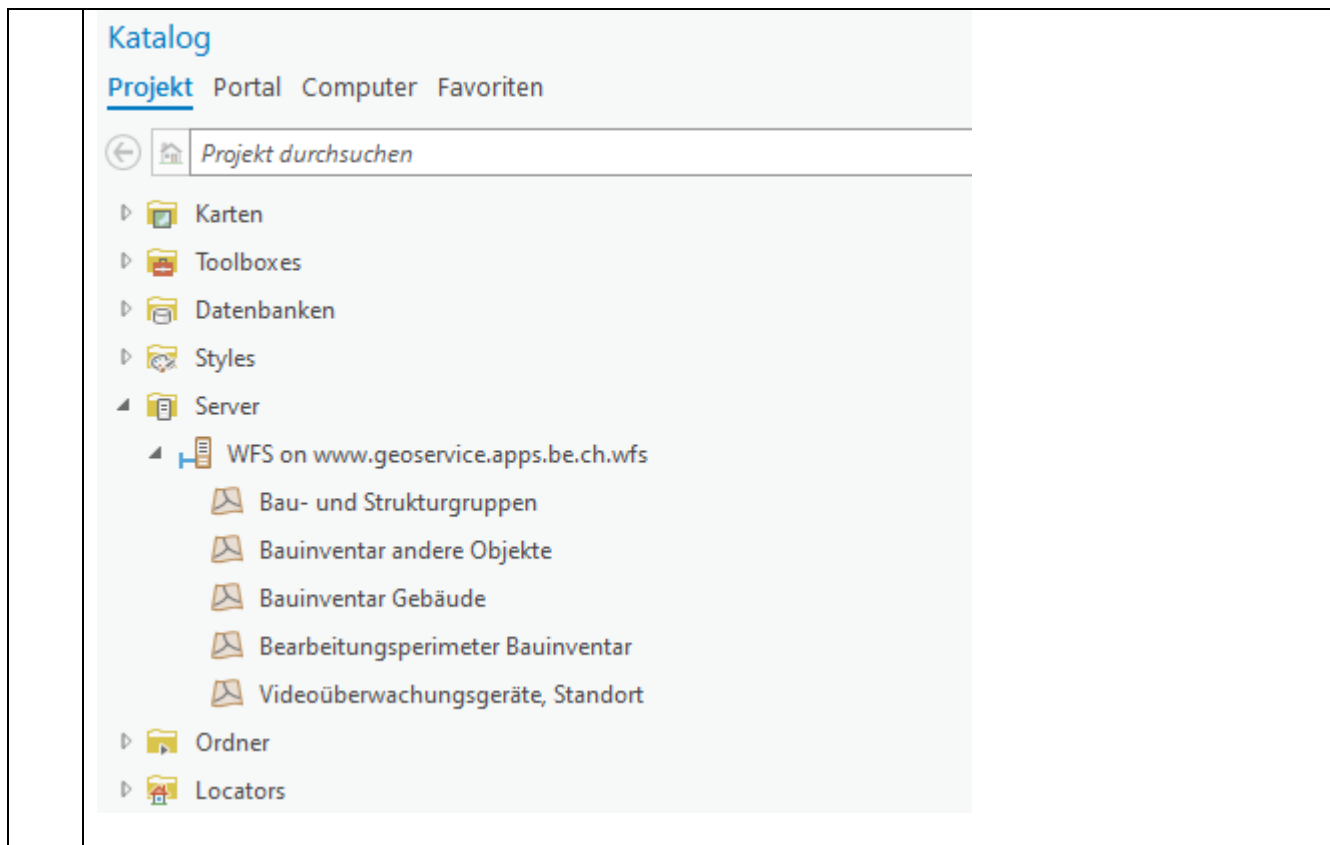 Katalog
Projekt Portal Computer Favoriten
Projekt durchsuchen
Karten
Toolboxes
Datenbanken
Styles
Server
WFS on www.geoservice.apps.be.ch.wfs
Bau- und Strukturgruppen
Bauinventar andere Objekte
Bauinventar Gebäude
Bearbeitungsperimeter Bauinventar
Videoüberwachungsgeräte, Standort
Ordner
Locators